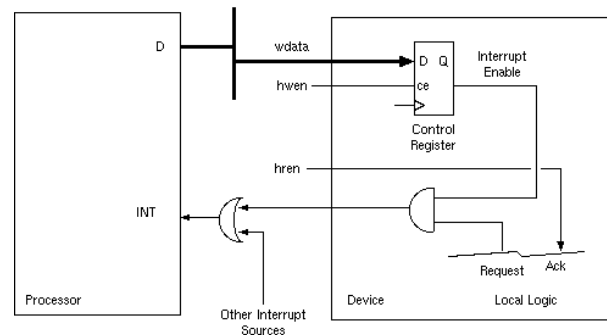 D
wdata
D Q
Interrupt
Enable
hwen
ce
Control
Register
hren
INT
Request
Ack
Processor
Other Interrupt
Sources
Device
Local Logic